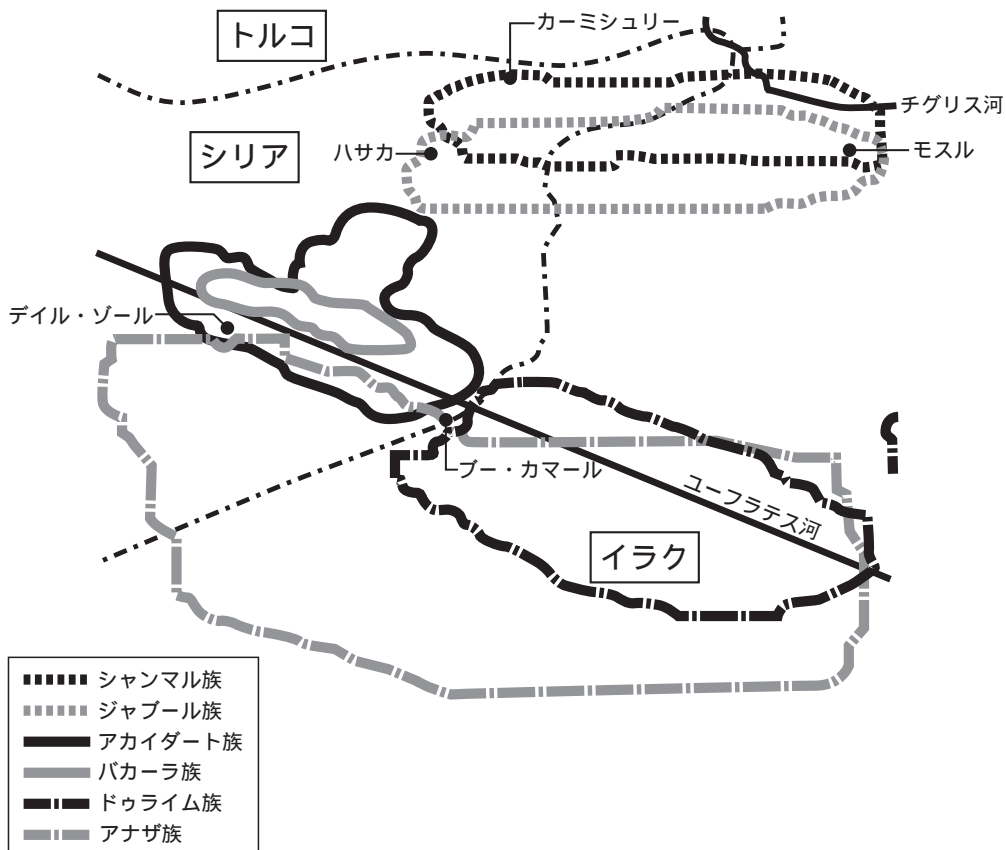 トルコ
カーミシュリー
チグリス河
シリア
ハサカ
モスル
デイル・ゾール
ブー・カマール
ユーフラテス河
イラク
シャンマル族
ジャブール族
アカイダート族
バカーラ族
ドゥライム族
アナザ族